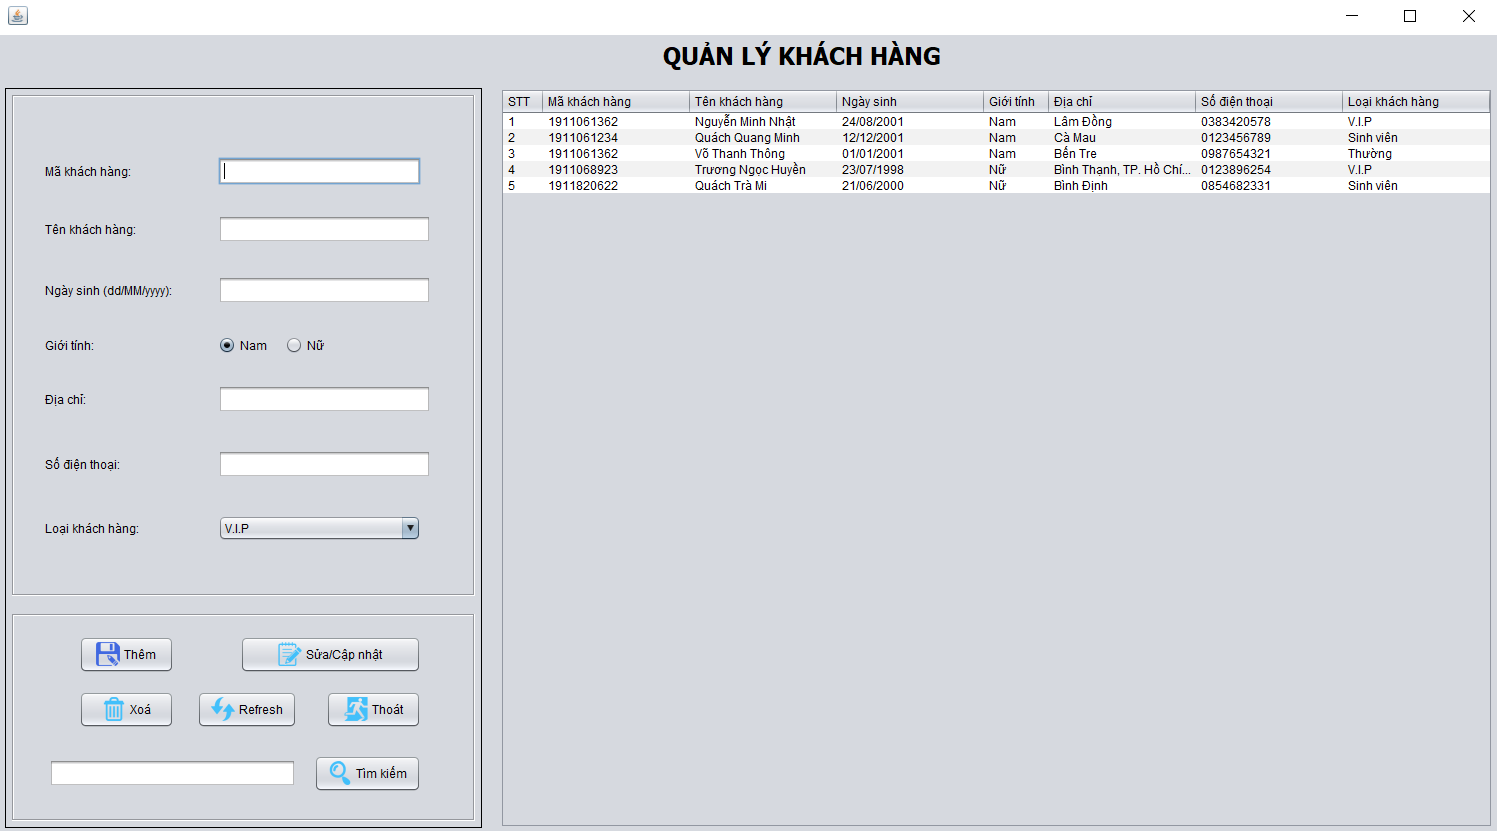 QUẢN LÝ KHÁCH HÀNG
Mã khách hàng:
Tên khách hàng:
Ngày sinh (dd/MM/yyyy):
Giới tính:
Nam Nữ
Địa chỉ:
Số điện thoại:
Loại khách hàng:
V.I.P
Thêm
Sửa/Cập nhật
Xoá
Refresh
Thoát
Tìm kiếm
STT Mã khách hàng Tên khách hàng Ngày sinh Giới tính Địa chỉ Số điện thoại Loại khách hàng
1 1911061362 Nguyễn Minh Nhật 24/08/2001 Nam Lâm Đồng 0383420578 V.I.P
2 1911061234 Quách Quang Minh 12/12/2001 Nam Cà Mau 0123456789 Sinh viên
3 1911061362 Võ Thanh Thông 01/01/2001 Nam Bến Tre 0987654321 Thường
4 1911068923 Trương Ngọc Huyền 23/07/1998 Nữ Bình Thạnh, TP. Hồ Chí... 0123896254 V.I.P
5 1911820622 Quách Trà Mi 21/06/2000 Nữ Bình Định 0854682331 Sinh viên